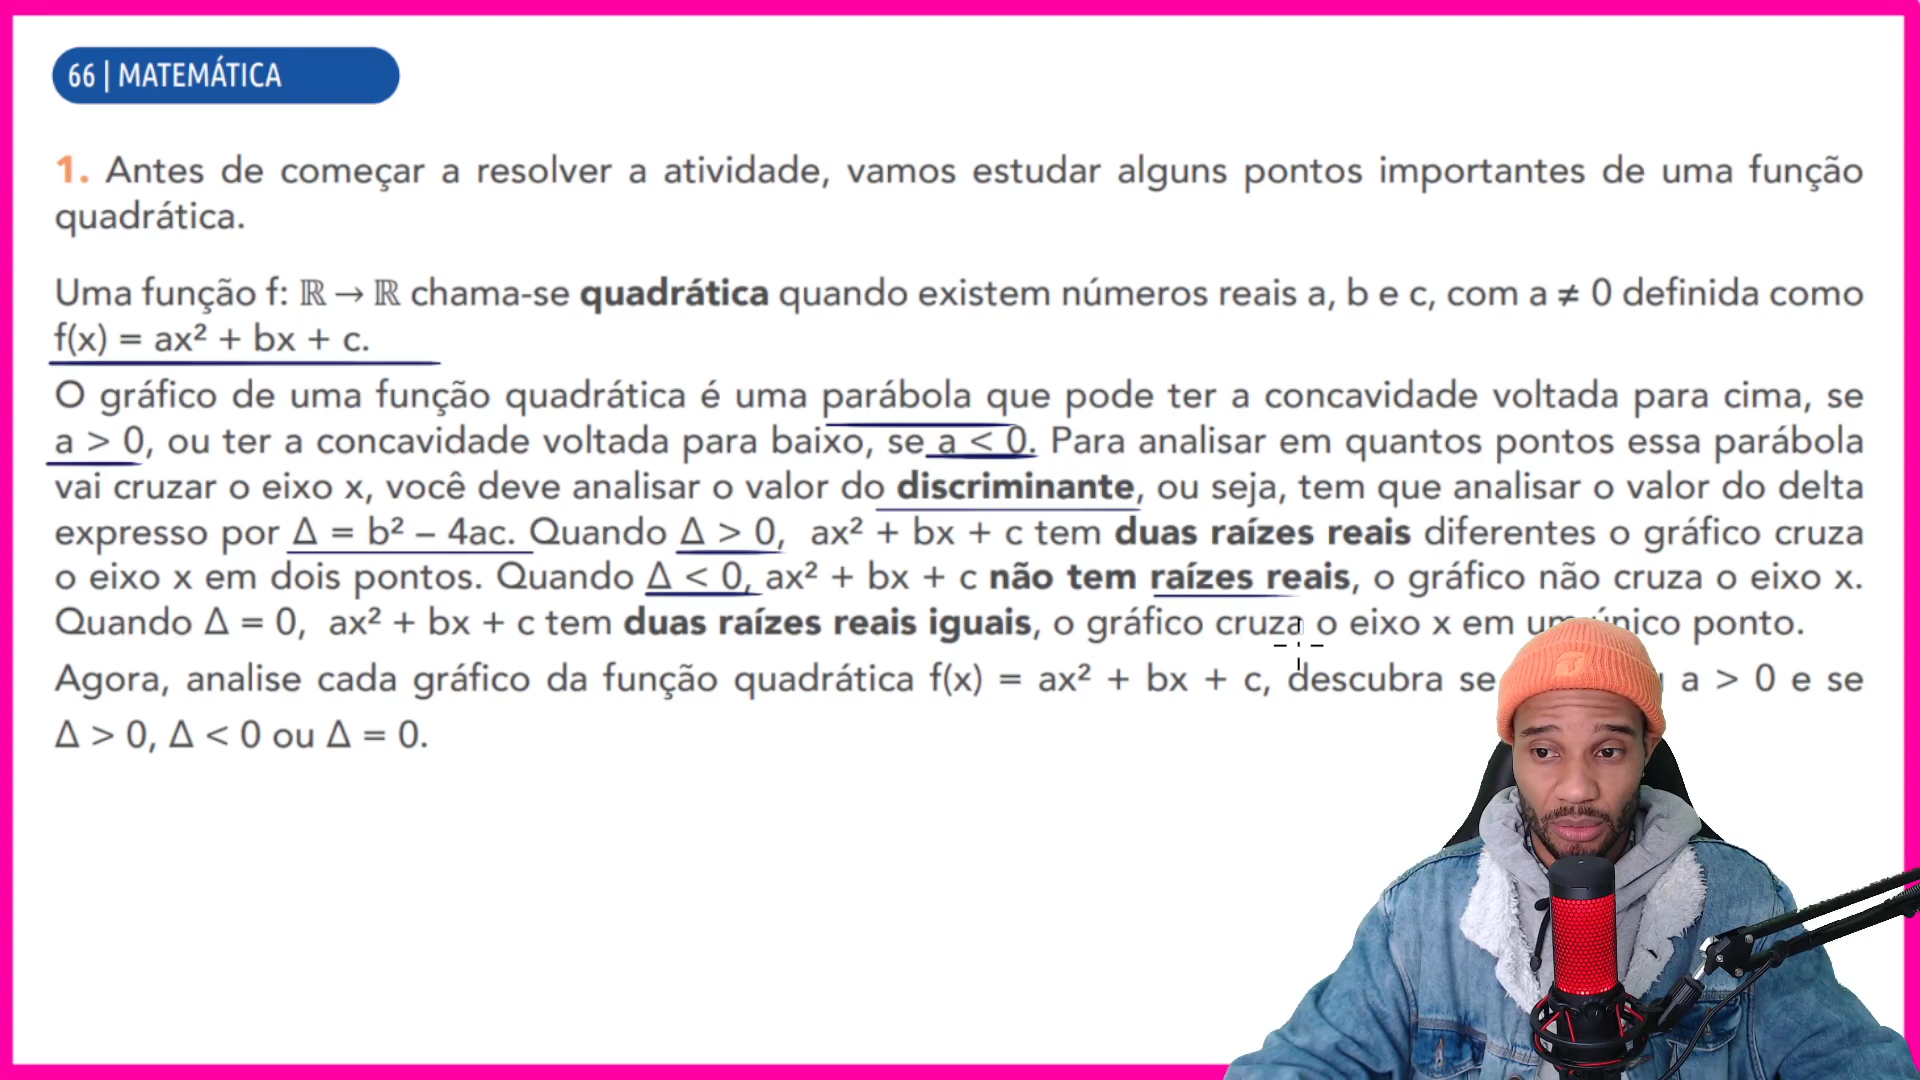 66 | MATEMÁTICA
1. Antes de começar a resolver a atividade, vamos estudar alguns pontos importantes de uma função
quadrática.
Uma função f: ℝ → ℝ chama-se quadrática quando existem números reais a, b e c, com a ≠ 0 definida como
f(x) = ax² + bx + c.
O gráfico de uma função quadrática é uma parábola que pode ter a concavidade voltada para cima, se
a > 0, ou ter a concavidade voltada para baixo, se a < 0. Para analisar em quantos pontos essa parábola
vai cruzar o eixo x, você deve analisar o valor do discriminante, ou seja, tem que analisar o valor do delta
expresso por Δ = b² – 4ac. Quando Δ > 0, ax² + bx + c tem duas raízes reais diferentes o gráfico cruza
o eixo x em dois pontos. Quando Δ < 0, ax² + bx + c não tem raízes reais, o gráfico não cruza o eixo x.
Quando Δ = 0, ax² + bx + c tem duas raízes reais iguais, o gráfico cruza o eixo x em um único ponto.
Agora, analise cada gráfico da função quadrática f(x) = ax² + bx + c, descubra se a > 0 e se
Δ > 0, Δ < 0 ou Δ = 0.